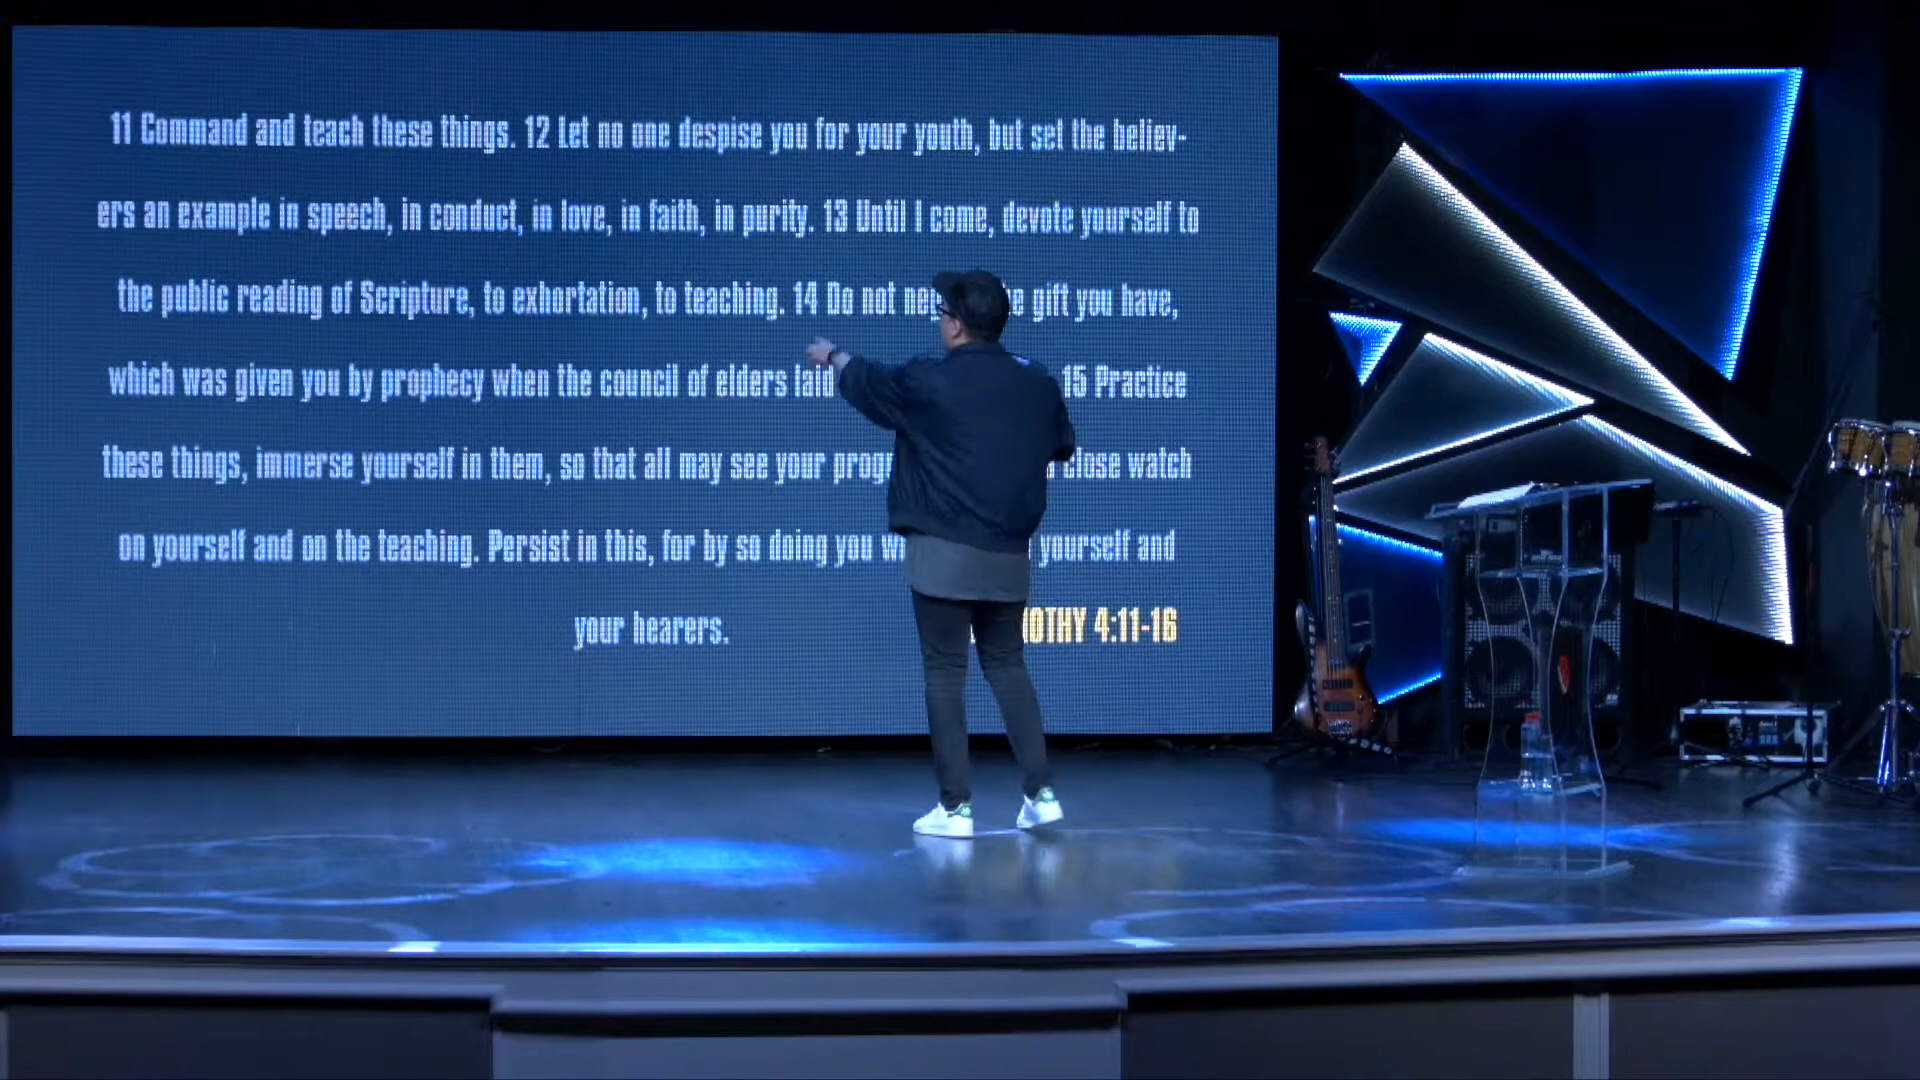 11 Command and teach these things. 12 Let no one despise you for your youth, but set the believ-
ers an example in speech, in conduct, in love, in faith, in purity. 13 Until I come, devote yourself to
the public reading of Scripture, to exhortation, to teaching. 14 Do not gift you have,
which was given you by prophecy when the council of elders laid 15 Practice
these things, immerse yourself in them, so that all may see your close watch
on yourself and on the teaching. Persist in this, for by so doing you yourself and
your hearers.
4:11-16